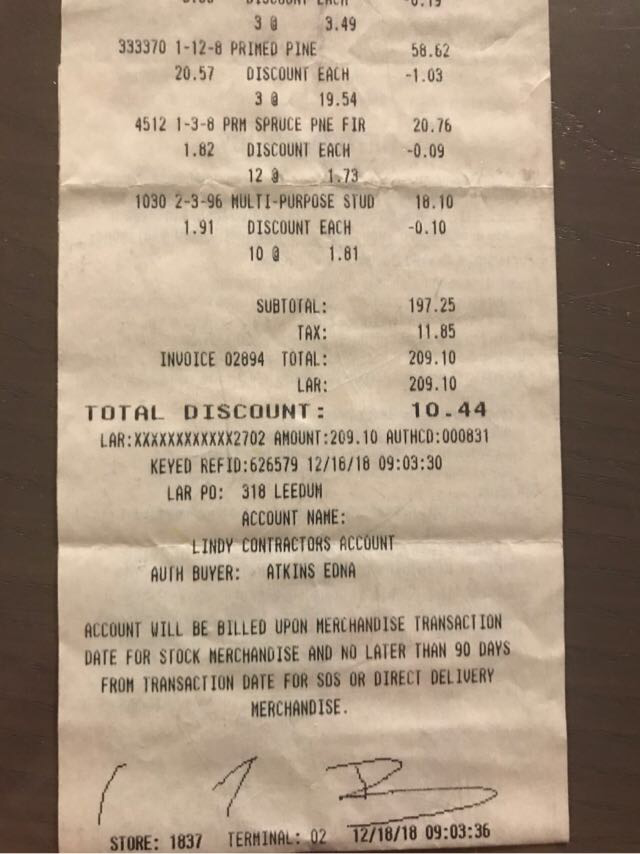 DISCOUNT EACH -0.19
3 @ 3.49
333370 1-12-8 PRIMED PINE 58.62
20.57 DISCOUNT EACH -1.03
3 @ 19.54
4512 1-3-8 PRM SPRUCE PNE FIR 20.76
1.82 DISCOUNT EACH -0.09
12 @ 1.73
1030 2-3-96 MULTI-PURPOSE STUD 18.10
1.91 DISCOUNT EACH -0.10
10 @ 1.81
SUBTOTAL: 197.25
TAX: 11.85
INVOICE 02894 TOTAL: 209.10
LAR: 209.10
TOTAL DISCOUNT: 10.44
LAR:XXXXXXXXXXXX2702 AMOUNT:209.10 AUTHCD:000831
KEYED REFID:626579 12/18/18 09:03:30
LAR PO: 318 LEEDUM
ACCOUNT NAME:
LINDY CONTRACTORS ACCOUNT
AUTH BUYER: ATKINS EDNA
ACCOUNT WILL BE BILLED UPON MERCHANDISE TRANSACTION
DATE FOR STOCK MERCHANDISE AND NO LATER THAN 90 DAYS
FROM TRANSACTION DATE FOR SOS OR DIRECT DELIVERY
MERCHANDISE.
STORE: 1837 TERMINAL: 02 12/18/18 09:03:36